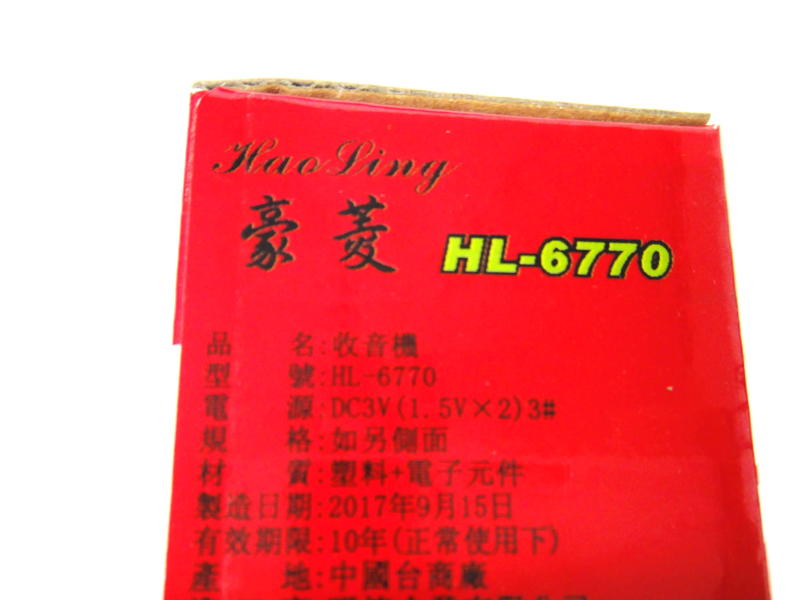 HaoLing
豪菱 HL-6770
品 名:收音機
型 號:HL-6770
電 源:DC3V(1.5V×2)3#
規 格:如另側面
材 質:塑料+電子元件
製造日期:2017年9月15日
有效期限:10年(正常使用下)
產 地:中國台商廠